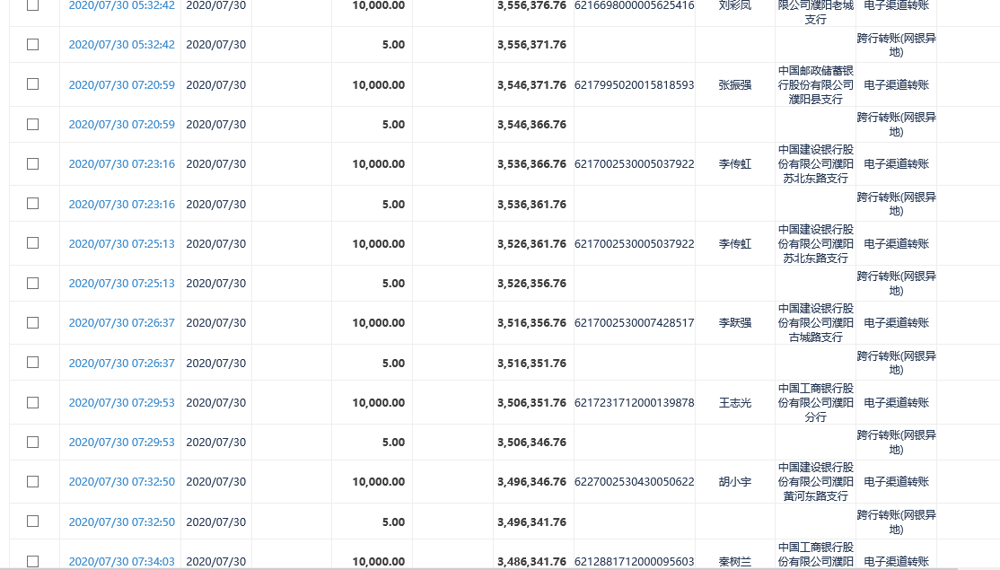 2020/07/30 05:32:42 2020/07/30 10,000.00 3,556,376.76 6216698000005625416 刘彩凤 限公司濮阳老城 电子渠道转账
支行
2020/07/30 05:32:42 2020/07/30 5.00 3,556,371.76 跨行转账(网银异
地)
中国邮政储蓄银
2020/07/30 07:20:59 2020/07/30 10,000.00 3,546,371.76 6217995020015818593 张振强 行股份有限公司 电子渠道转账
濮阳县支行
2020/07/30 07:20:59 2020/07/30 5.00 3,546,366.76 跨行转账(网银异
地)
中国建设银行股
2020/07/30 07:23:16 2020/07/30 10,000.00 3,536,366.76 6217002530005037922 李传虹 份有限公司濮阳 电子渠道转账
苏北东路支行
2020/07/30 07:23:16 2020/07/30 5.00 3,536,361.76 跨行转账(网银异
地)
中国建设银行股
2020/07/30 07:25:13 2020/07/30 10,000.00 3,526,361.76 6217002530005037922 李传虹 份有限公司濮阳 电子渠道转账
苏北东路支行
2020/07/30 07:25:13 2020/07/30 5.00 3,526,356.76 跨行转账(网银异
地)
中国建设银行股
2020/07/30 07:26:37 2020/07/30 10,000.00 3,516,356.76 6217002530007428517 李跃强 份有限公司濮阳 电子渠道转账
古城路支行
2020/07/30 07:26:37 2020/07/30 5.00 3,516,351.76 跨行转账(网银异
地)
中国工商银行股
2020/07/30 07:29:53 2020/07/30 10,000.00 3,506,351.76 6217231712000139878 王志光 份有限公司濮阳 电子渠道转账
分行
2020/07/30 07:29:53 2020/07/30 5.00 3,506,346.76 跨行转账(网银异
地)
中国建设银行股
2020/07/30 07:32:50 2020/07/30 10,000.00 3,496,346.76 6227002530430050622 胡小宇 份有限公司濮阳 电子渠道转账
黄河东路支行
2020/07/30 07:32:50 2020/07/30 5.00 3,496,341.76 跨行转账(网银异
地)
中国工商银行股
2020/07/30 07:34:03 2020/07/30 10,000.00 3,486,341.76 6212881712000095603 秦树兰 份有限公司濮阳 电子渠道转账